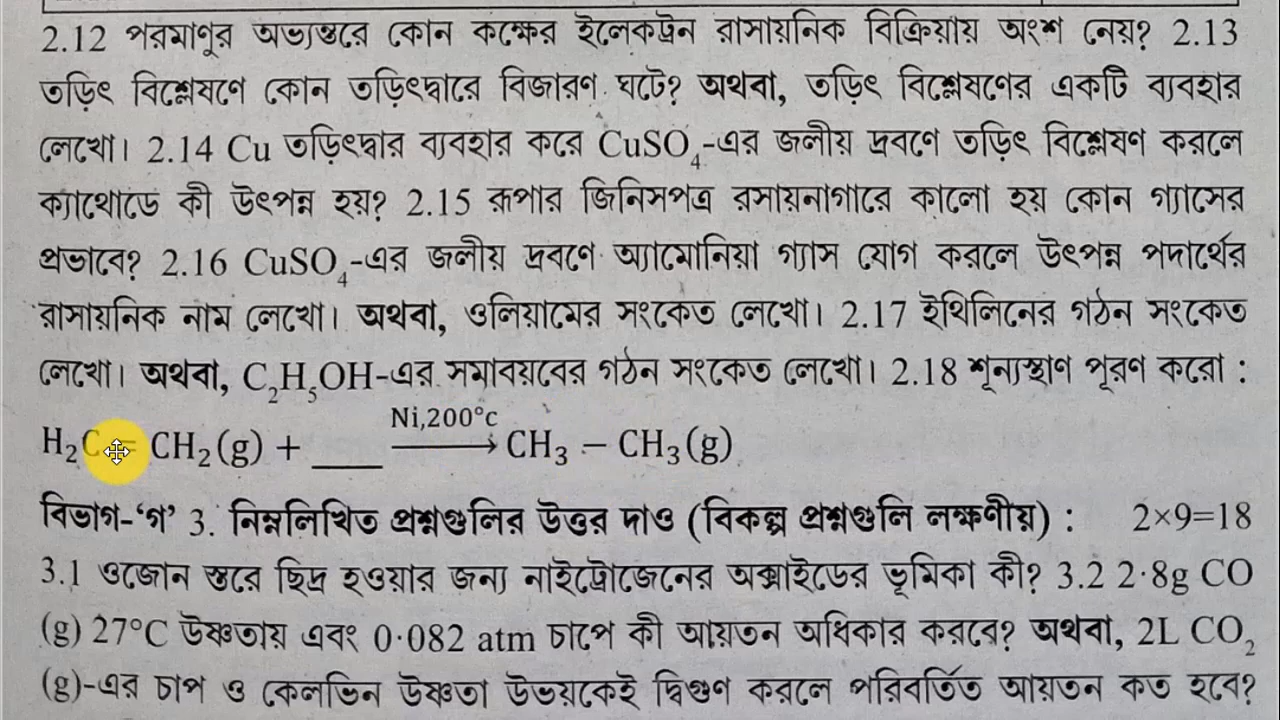 2.12 পরমাণুর অভ্যন্তরে কোন কক্ষের ইলেকট্রন রাসায়নিক বিক্রিয়ায় অংশ নেয়? 2.13
তড়িৎ বিশ্লেষণে কোন তড়িৎদ্বারে বিজারণ ঘটে? অথবা, তড়িৎ বিশ্লেষণের একটি ব্যবহার
লেখো। 2.14 Cu তড়িৎদ্বার ব্যবহার করে CuSO₄-এর জলীয় দ্রবণে তড়িৎ বিশ্লেষণ করলে
ক্যাথোডে কী উৎপন্ন হয়? 2.15 রূপার জিনিসপত্র রসায়নাগারে কালো হয় কোন গ্যাসের
প্রভাবে? 2.16 CuSO₄-এর জলীয় দ্রবণে অ্যামোনিয়া গ্যাস যোগ করলে উৎপন্ন পদার্থের
রাসায়নিক নাম লেখো। অথবা, ওলিয়ামের সংকেত লেখো। 2.17 ইথিলিনের গঠন সংকেত
লেখো। অথবা, C₂H₅OH-এর সমাবয়বের গঠন সংকেত লেখো। 2.18 শূন্যস্থাণ পূরণ করো :
H₂C = CH₂(g) + ____ Ni,200°c ⟶ CH₃ – CH₃(g)
বিভাগ-‘গ’ 3. নিম্নলিখিত প্রশ্নগুলির উত্তর দাও (বিকল্প প্রশ্নগুলি লক্ষণীয়) : 2×9=18
3.1 ওজোন স্তরে ছিদ্র হওয়ার জন্য নাইট্রোজেনের অক্সাইডের ভূমিকা কী? 3.2 2·8g CO
(g) 27°C উষ্ণতায় এবং 0·082 atm চাপে কী আয়তন অধিকার করবে? অথবা, 2L CO₂
(g)-এর চাপ ও কেলভিন উষ্ণতা উভয়কেই দ্বিগুণ করলে পরিবর্তিত আয়তন কত হবে?